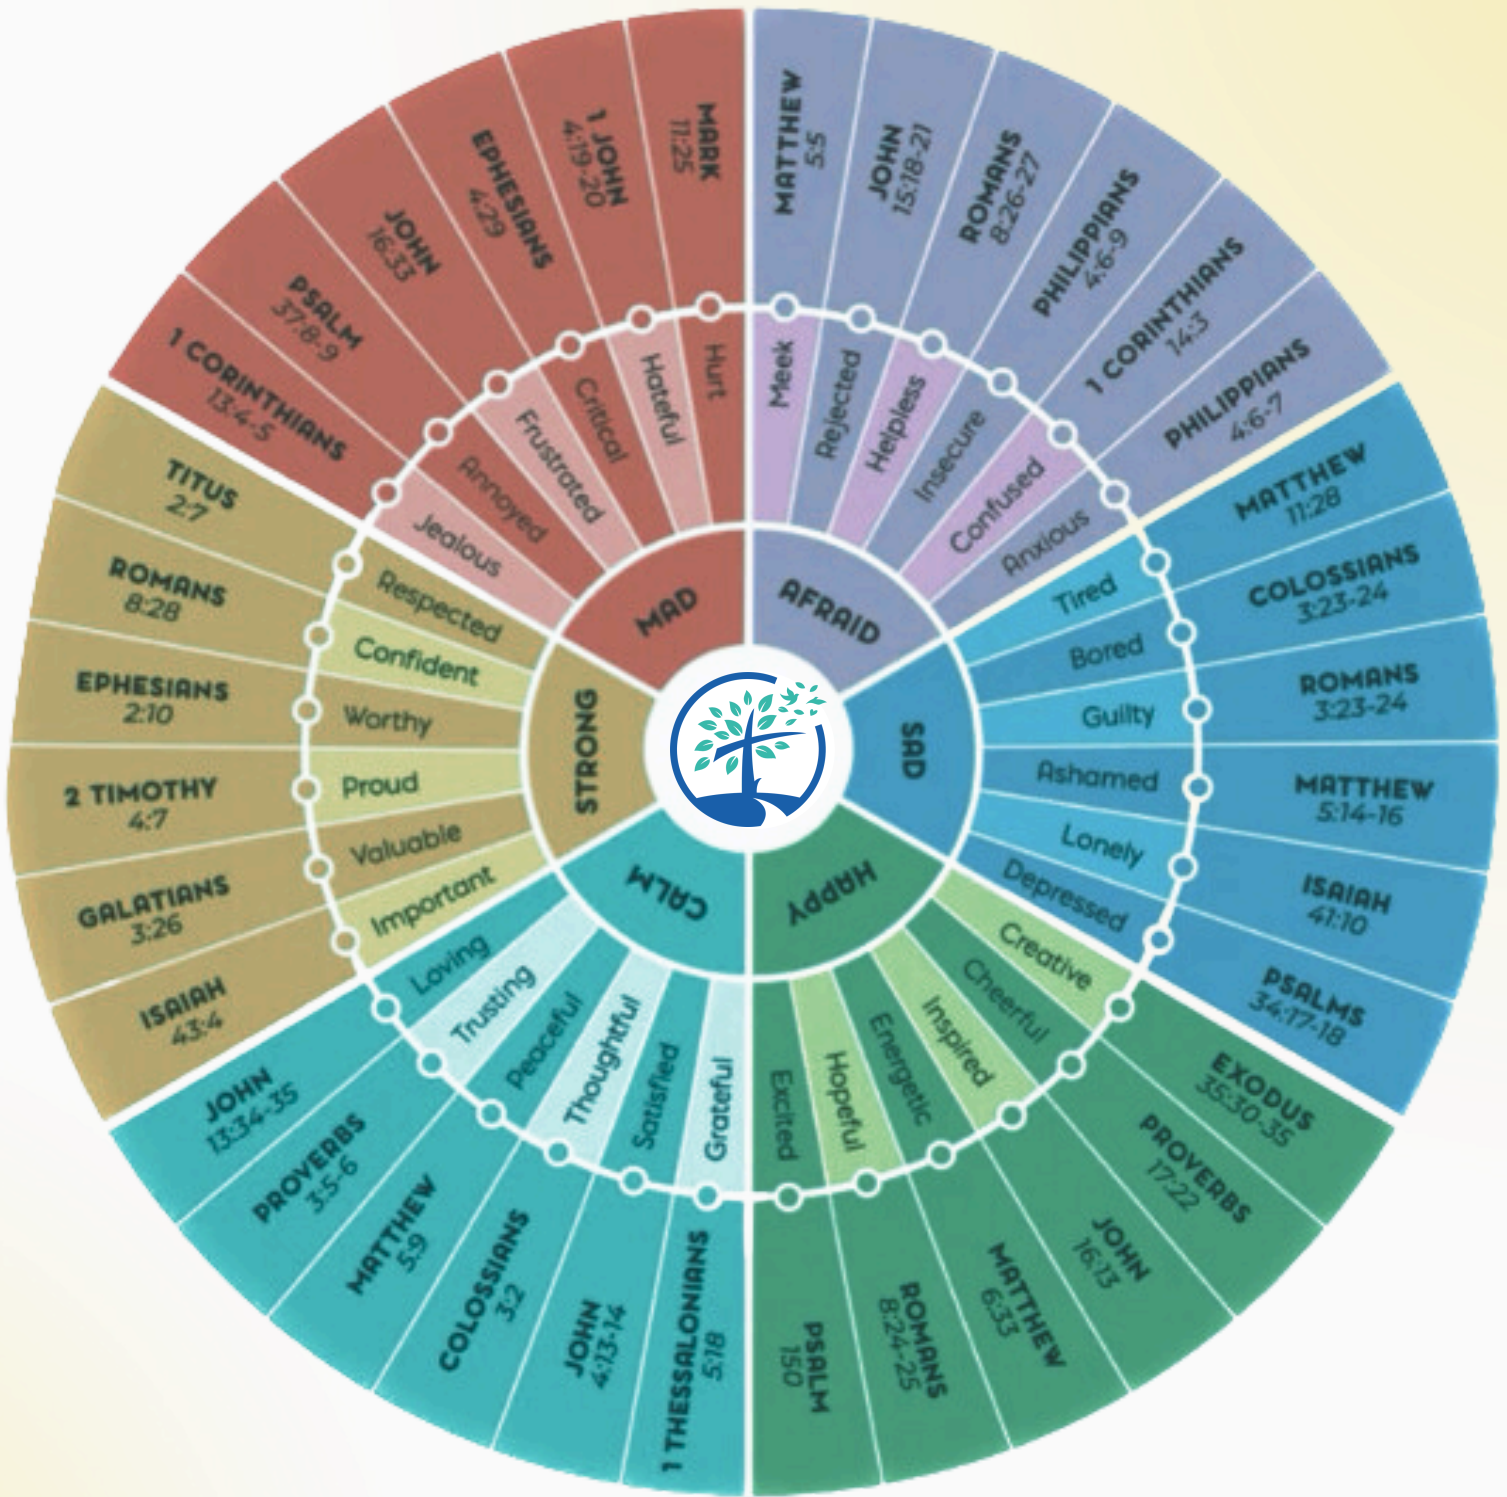 MAD
AFRAID
SAD
HAPPY
CALM
STRONG
Meek
MATTHEW
5:5
Rejected
JOHN
15:18-21
Helpless
ROMANS
8:26-27
Insecure
PHILIPPIANS
4:6-9
Confused
1 CORINTHIANS
14:3
Anxious
PHILIPPIANS
4:6-7
Tired
MATTHEW
11:28
Bored
COLOSSIANS
3:23-24
Guilty
ROMANS
3:23-24
Ashamed
MATTHEW
5:14-16
Lonely
ISAIAH
41:10
Depressed
PSALMS
34:17-18
Creative
EXODUS
35:30-35
Cheerful
PROVERBS
17:22
Inspired
JOHN
16:13
Energetic
MATTHEW
6:33
Hopeful
ROMANS
8:24-25
Excited
PSALM
150
Grateful
1 THESSALONIANS
5:18
Satisfied
JOHN
4:13-14
Thoughtful
COLOSSIANS
3:2
Peaceful
MATTHEW
5:9
Trusting
PROVERBS
3:5-6
Loving
JOHN
13:34-35
Important
ISAIAH
43:4
Valuable
GALATIANS
3:26
Proud
2 TIMOTHY
4:7
Worthy
EPHESIANS
2:10
Confident
ROMANS
8:28
Respected
TITUS
2:7
Jealous
1 CORINTHIANS
13:4-5
Annoyed
PSALM
37:8-9
Frustrated
JOHN
16:33
Critical
EPHESIANS
4:29
Hateful
1 JOHN
4:19-20
Hurt
MARK
11:25